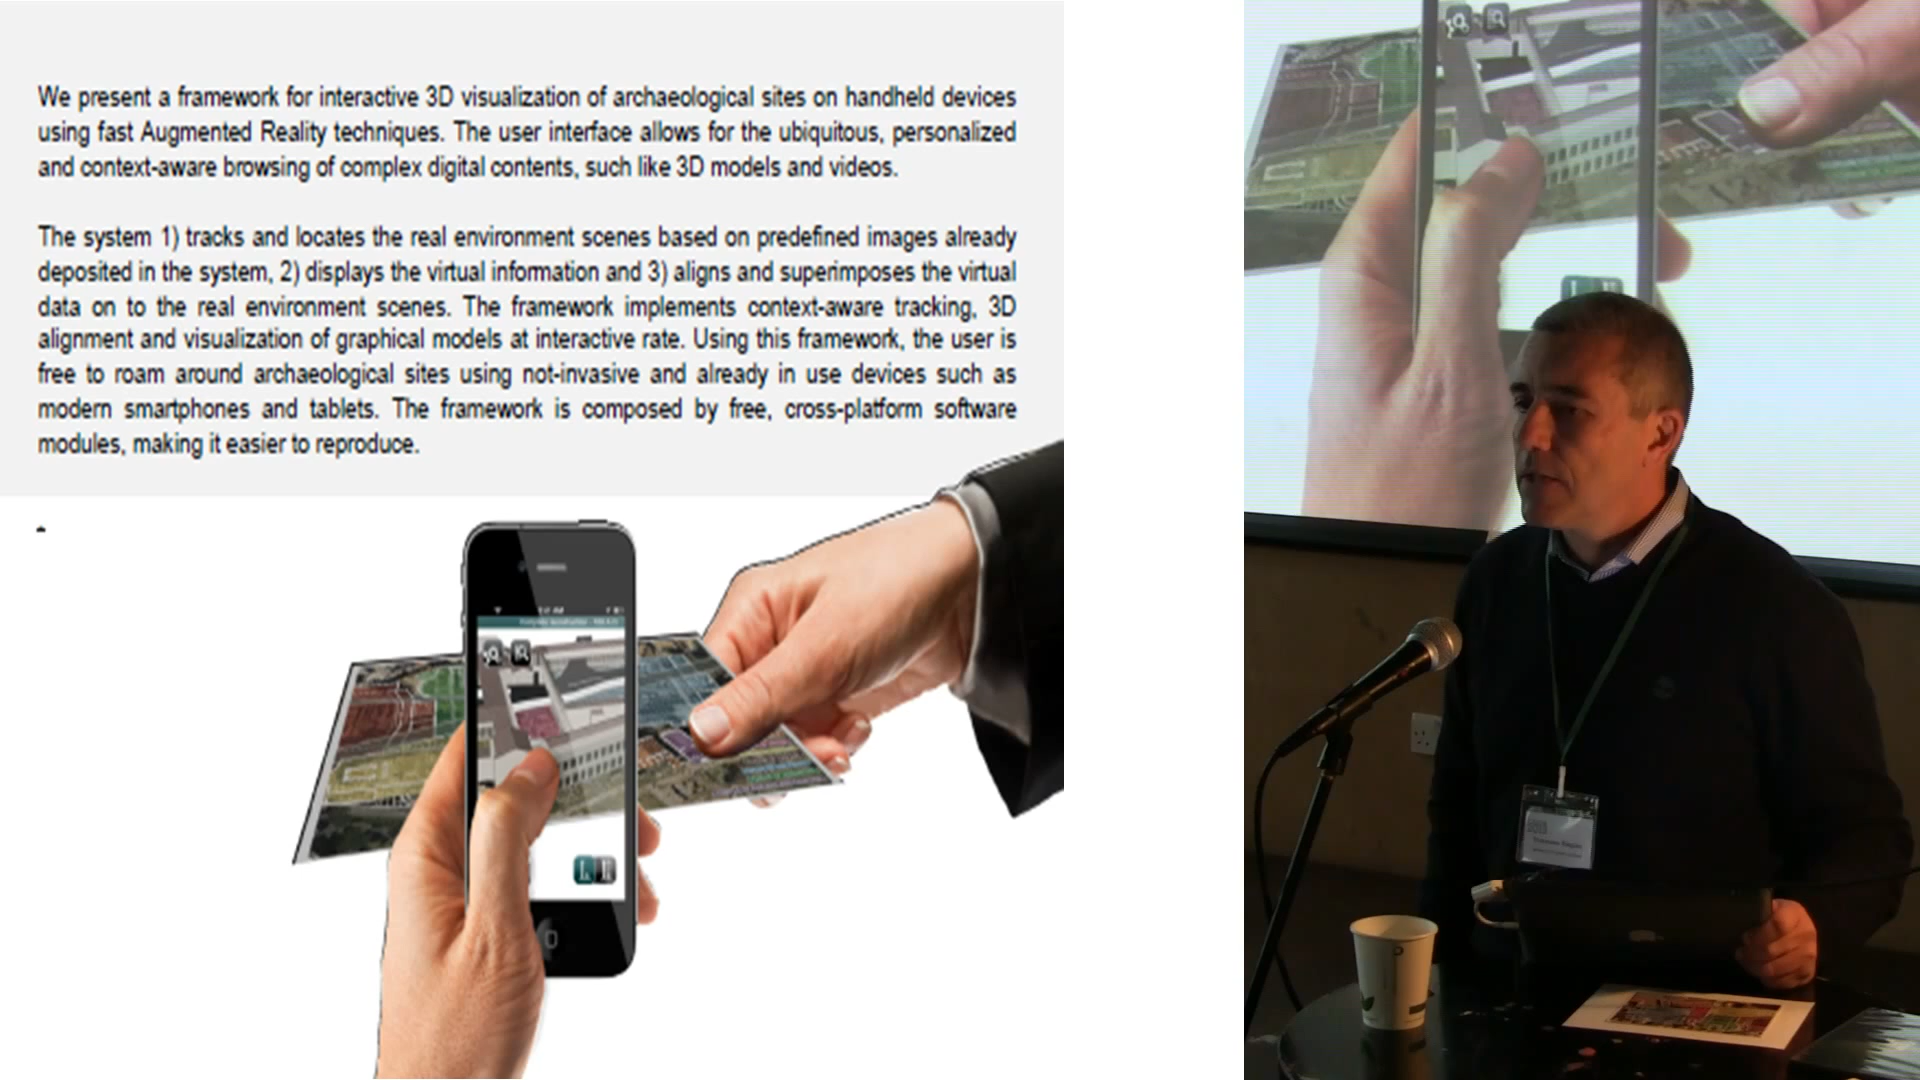 We present a framework for interactive 3D visualization of archaeological sites on handheld devices
using fast Augmented Reality techniques. The user interface allows for the ubiquitous, personalized
and context-aware browsing of complex digital contents, such like 3D models and videos.
The system 1) tracks and locates the real environment scenes based on predefined images already
deposited in the system, 2) displays the virtual information and 3) aligns and superimposes the virtual
data on to the real environment scenes. The framework implements context-aware tracking, 3D
alignment and visualization of graphical models at interactive rate. Using this framework, the user is
free to roam around archaeological sites using not-invasive and already in use devices such as
modern smartphones and tablets. The framework is composed by free, cross-platform software
modules, making it easier to reproduce.